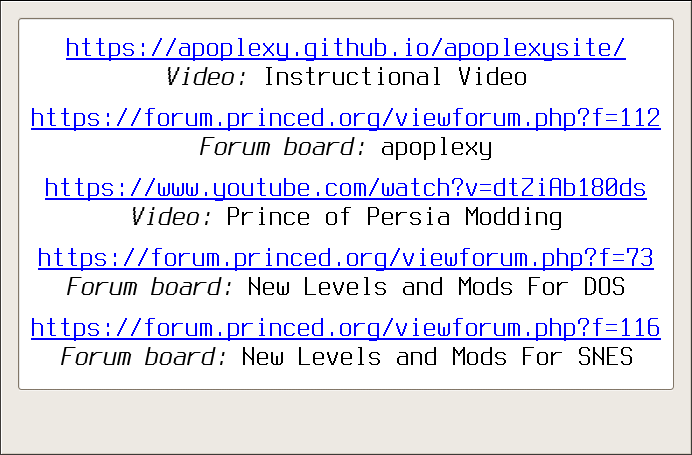 https://apoplexy.github.io/apoplexysite/
Video: Instructional Video
https://forum.princed.org/viewforum.php?f=112
Forum board: apoplexy
https://www.youtube.com/watch?v=dtZiAb180ds
Video: Prince of Persia Modding
https://forum.princed.org/viewforum.php?f=73
Forum board: New Levels and Mods For DOS
https://forum.princed.org/viewforum.php?f=116
Forum board: New Levels and Mods For SNES